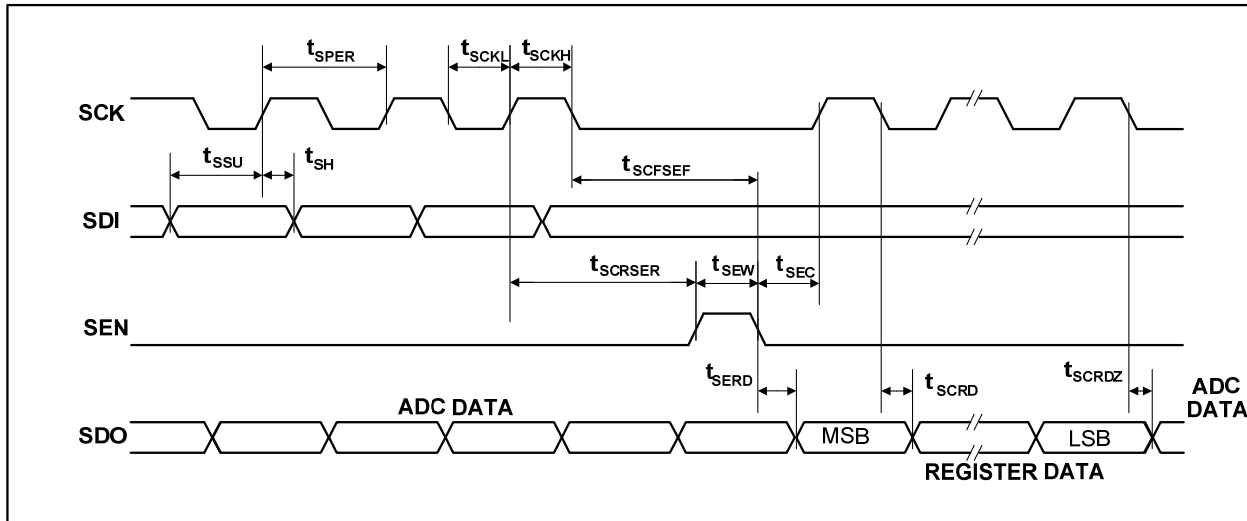 tSPER
tSCKL
tSCKH
SCK
tSSU
tSH
tSCFSEF
SDI
tSCRSER
tSEW
tSEC
SEN
tSERD
tSCRD
tSCRDZ
ADC
DATA
ADC DATA
SDO
MSB
LSB
REGISTER DATA